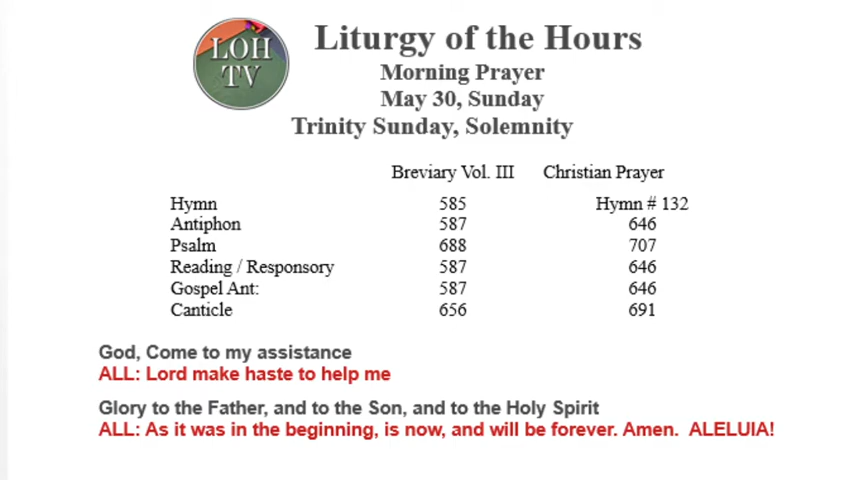 LOH
TV
Liturgy of the Hours
Morning Prayer
May 30, Sunday
Trinity Sunday, Solemnity
Breviary Vol. III Christian Prayer
Hymn 585 Hymn # 132
Antiphon 587 646
Psalm 688 707
Reading / Responsory 587 646
Gospel Ant: 587 646
Canticle 656 691
God, Come to my assistance
ALL: Lord make haste to help me
Glory to the Father, and to the Son, and to the Holy Spirit
ALL: As it was in the beginning, is now, and will be forever. Amen. ALELUIA!